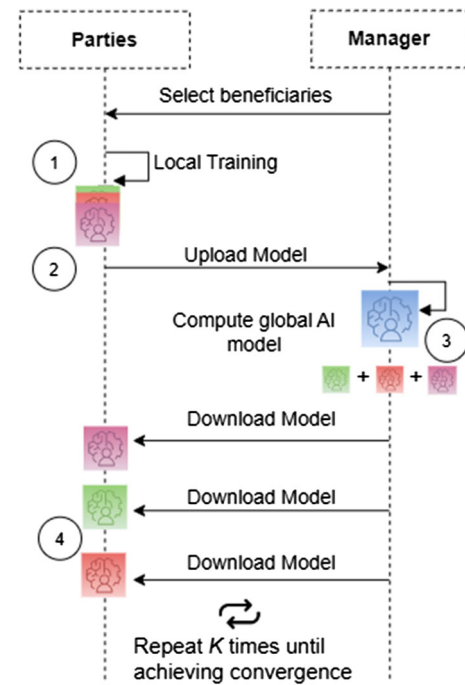 Parties
Manager
Select beneficiaries
1
Local Training
2
Upload Model
Compute global AI
model
3
+ +
Download Model
Download Model
4
Download Model
Repeat K times until
achieving convergence